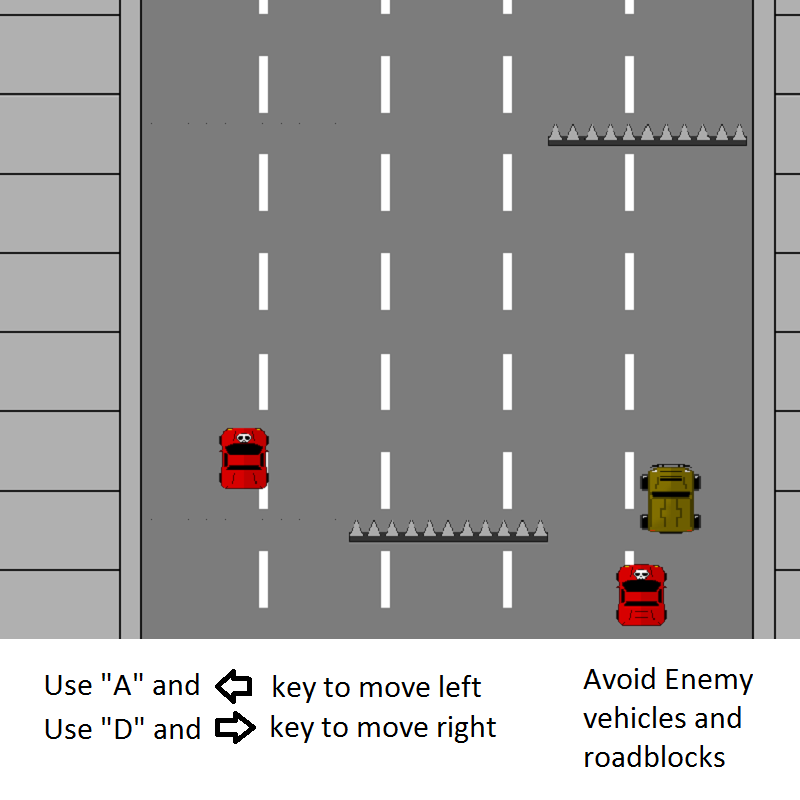 Use "A" and key to move left
Use "D" and key to move right
Avoid Enemy
vehicles and
roadblocks